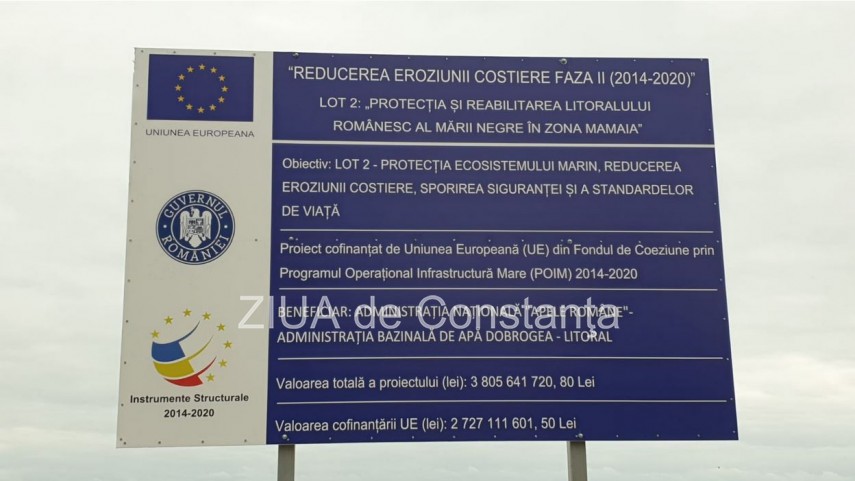 UNIUNEA EUROPEANA
GUVERNUL ROMÂNIEI
Instrumente Structurale
2014-2020
"REDUCEREA EROZIUNII COSTIERE FAZA II (2014-2020)"
LOT 2: „PROTECȚIA ȘI REABILITAREA LITORALULUI
ROMÂNESC AL MĂRII NEGRE ÎN ZONA MAMAIA"
Obiectiv: LOT 2 - PROTECȚIA ECOSISTEMULUI MARIN, REDUCEREA
EROZIUNII COSTIERE, SPORIREA SIGURANȚEI ȘI A STANDARDELOR
DE VIAȚĂ
Proiect cofinanțat de Uniunea Europeană (UE) din Fondul de Coeziune prin
Programul Operațional Infrastructură Mare (POIM) 2014-2020
ZIUA de Constanța
BENEFICIAR: ADMINISTRAȚIA NAȚIONALĂ "APELE ROMÂNE"-
ADMINISTRAȚIA BAZINALĂ DE APĂ DOBROGEA - LITORAL
Valoarea totală a proiectului (lei): 3 805 641 720, 80 Lei
Valoarea cofinanțării UE (lei): 2 727 111 601, 50 Lei